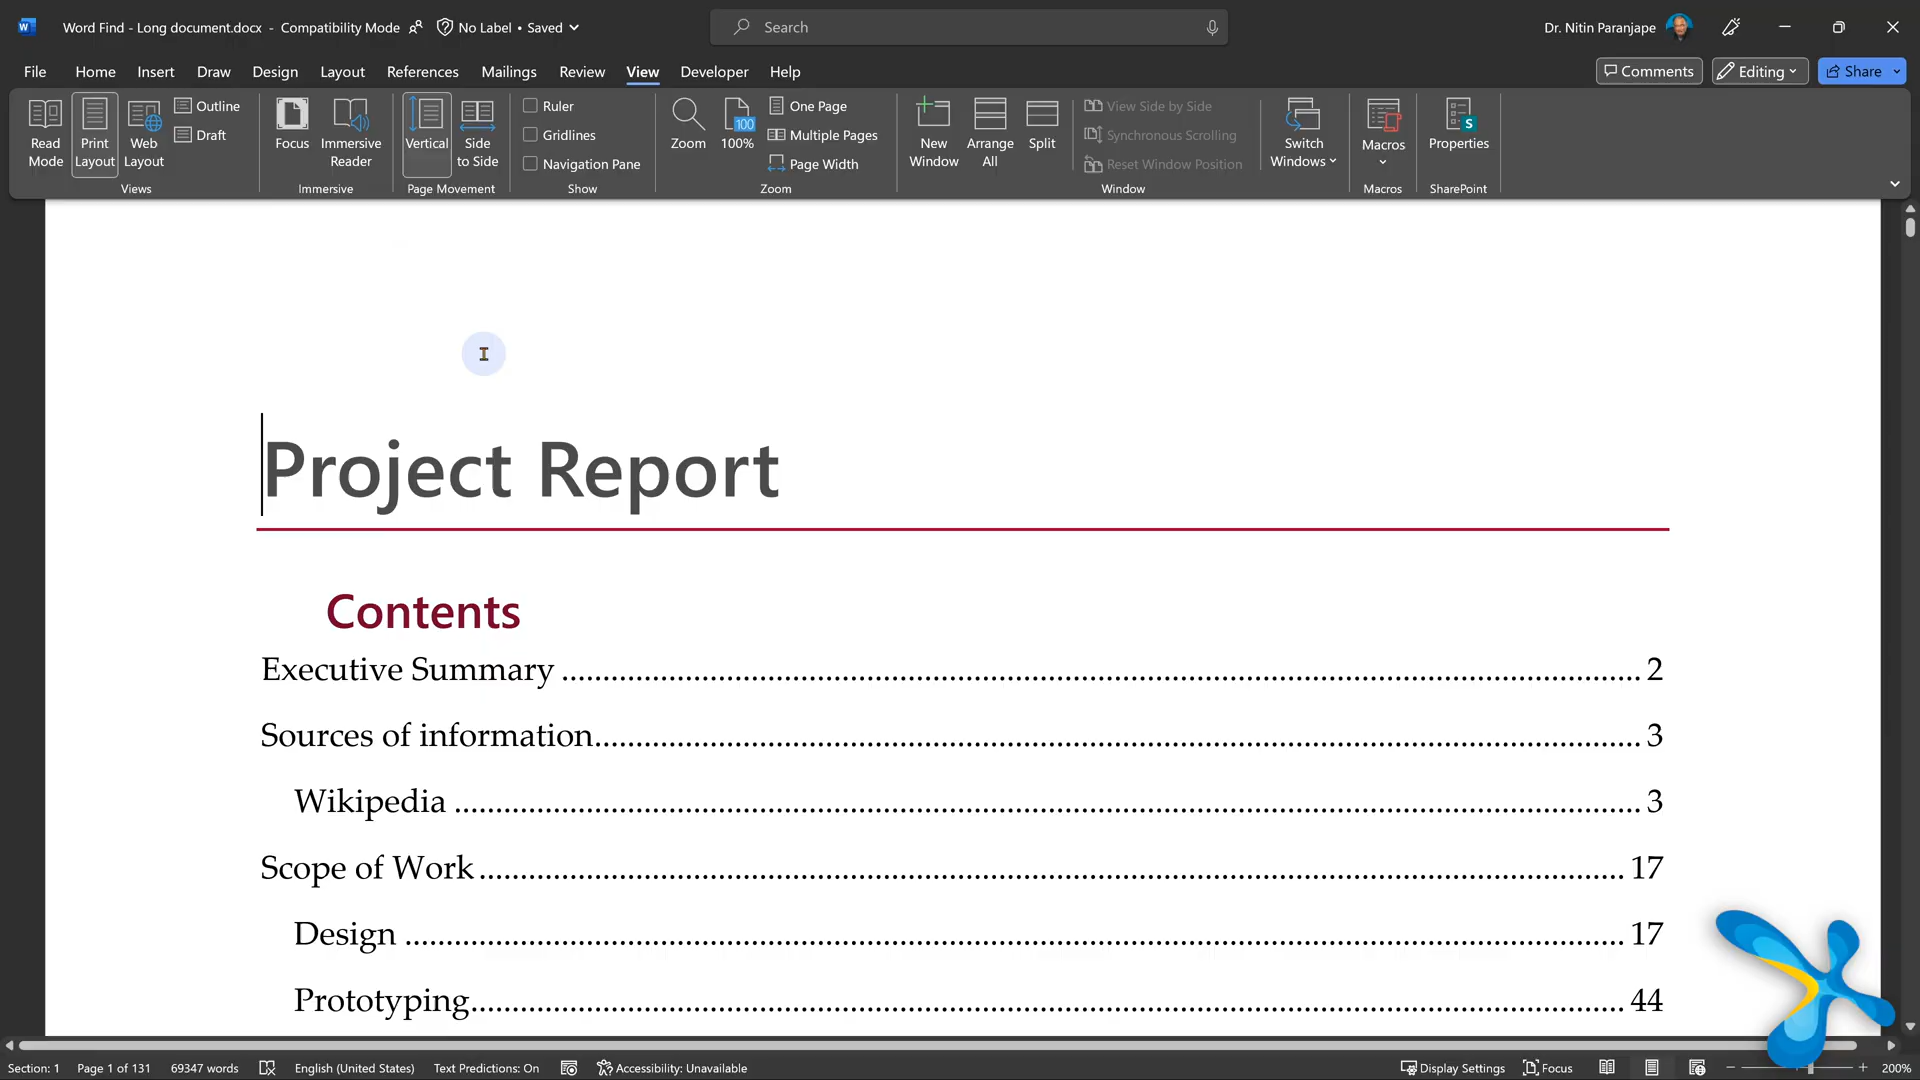 Word Find - Long document.docx - Compatibility Mode No Label • Saved
Search
Dr. Nitin Paranjape
File Home Insert Draw Design Layout References Mailings Review View Developer Help
Comments Editing Share
Read Mode
Print Layout
Web Layout
Outline
Draft
Views
Focus
Immersive Reader
Immersive
Vertical
Side to Side
Page Movement
Ruler
Gridlines
Navigation Pane
Show
Zoom
100
100%
One Page
Multiple Pages
Page Width
Zoom
New Window
Arrange All
Split
View Side by Side
Synchronous Scrolling
Reset Window Position
Window
Switch Windows
Macros
Macros
S
Properties
SharePoint
Project Report
Contents
Executive Summary ........ 2
Sources of information ........ 3
Wikipedia ........ 3
Scope of Work ........ 17
Design ........ 17
Prototyping ........ 44
Section: 1 Page 1 of 131 69347 words English (United States) Text Predictions: On Accessibility: Unavailable Display Settings Focus 200%